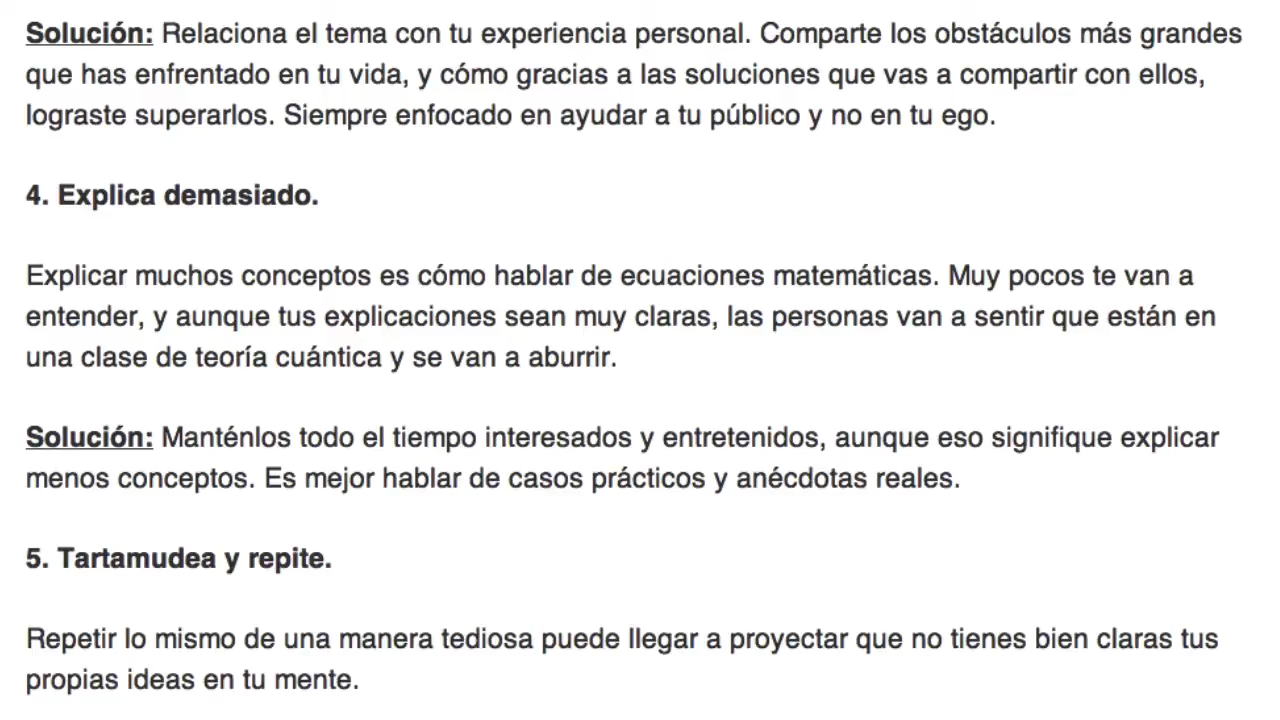 Solución: Relaciona el tema con tu experiencia personal. Comparte los obstáculos más grandes
que has enfrentado en tu vida, y cómo gracias a las soluciones que vas a compartir con ellos,
lograste superarlos. Siempre enfocado en ayudar a tu público y no en tu ego.
4. Explica demasiado.
Explicar muchos conceptos es cómo hablar de ecuaciones matemáticas. Muy pocos te van a
entender, y aunque tus explicaciones sean muy claras, las personas van a sentir que están en
una clase de teoría cuántica y se van a aburrir.
Solución: Manténlos todo el tiempo interesados y entretenidos, aunque eso signifique explicar
menos conceptos. Es mejor hablar de casos prácticos y anécdotas reales.
5. Tartamudea y repite.
Repetir lo mismo de una manera tediosa puede llegar a proyectar que no tienes bien claras tus
propias ideas en tu mente.